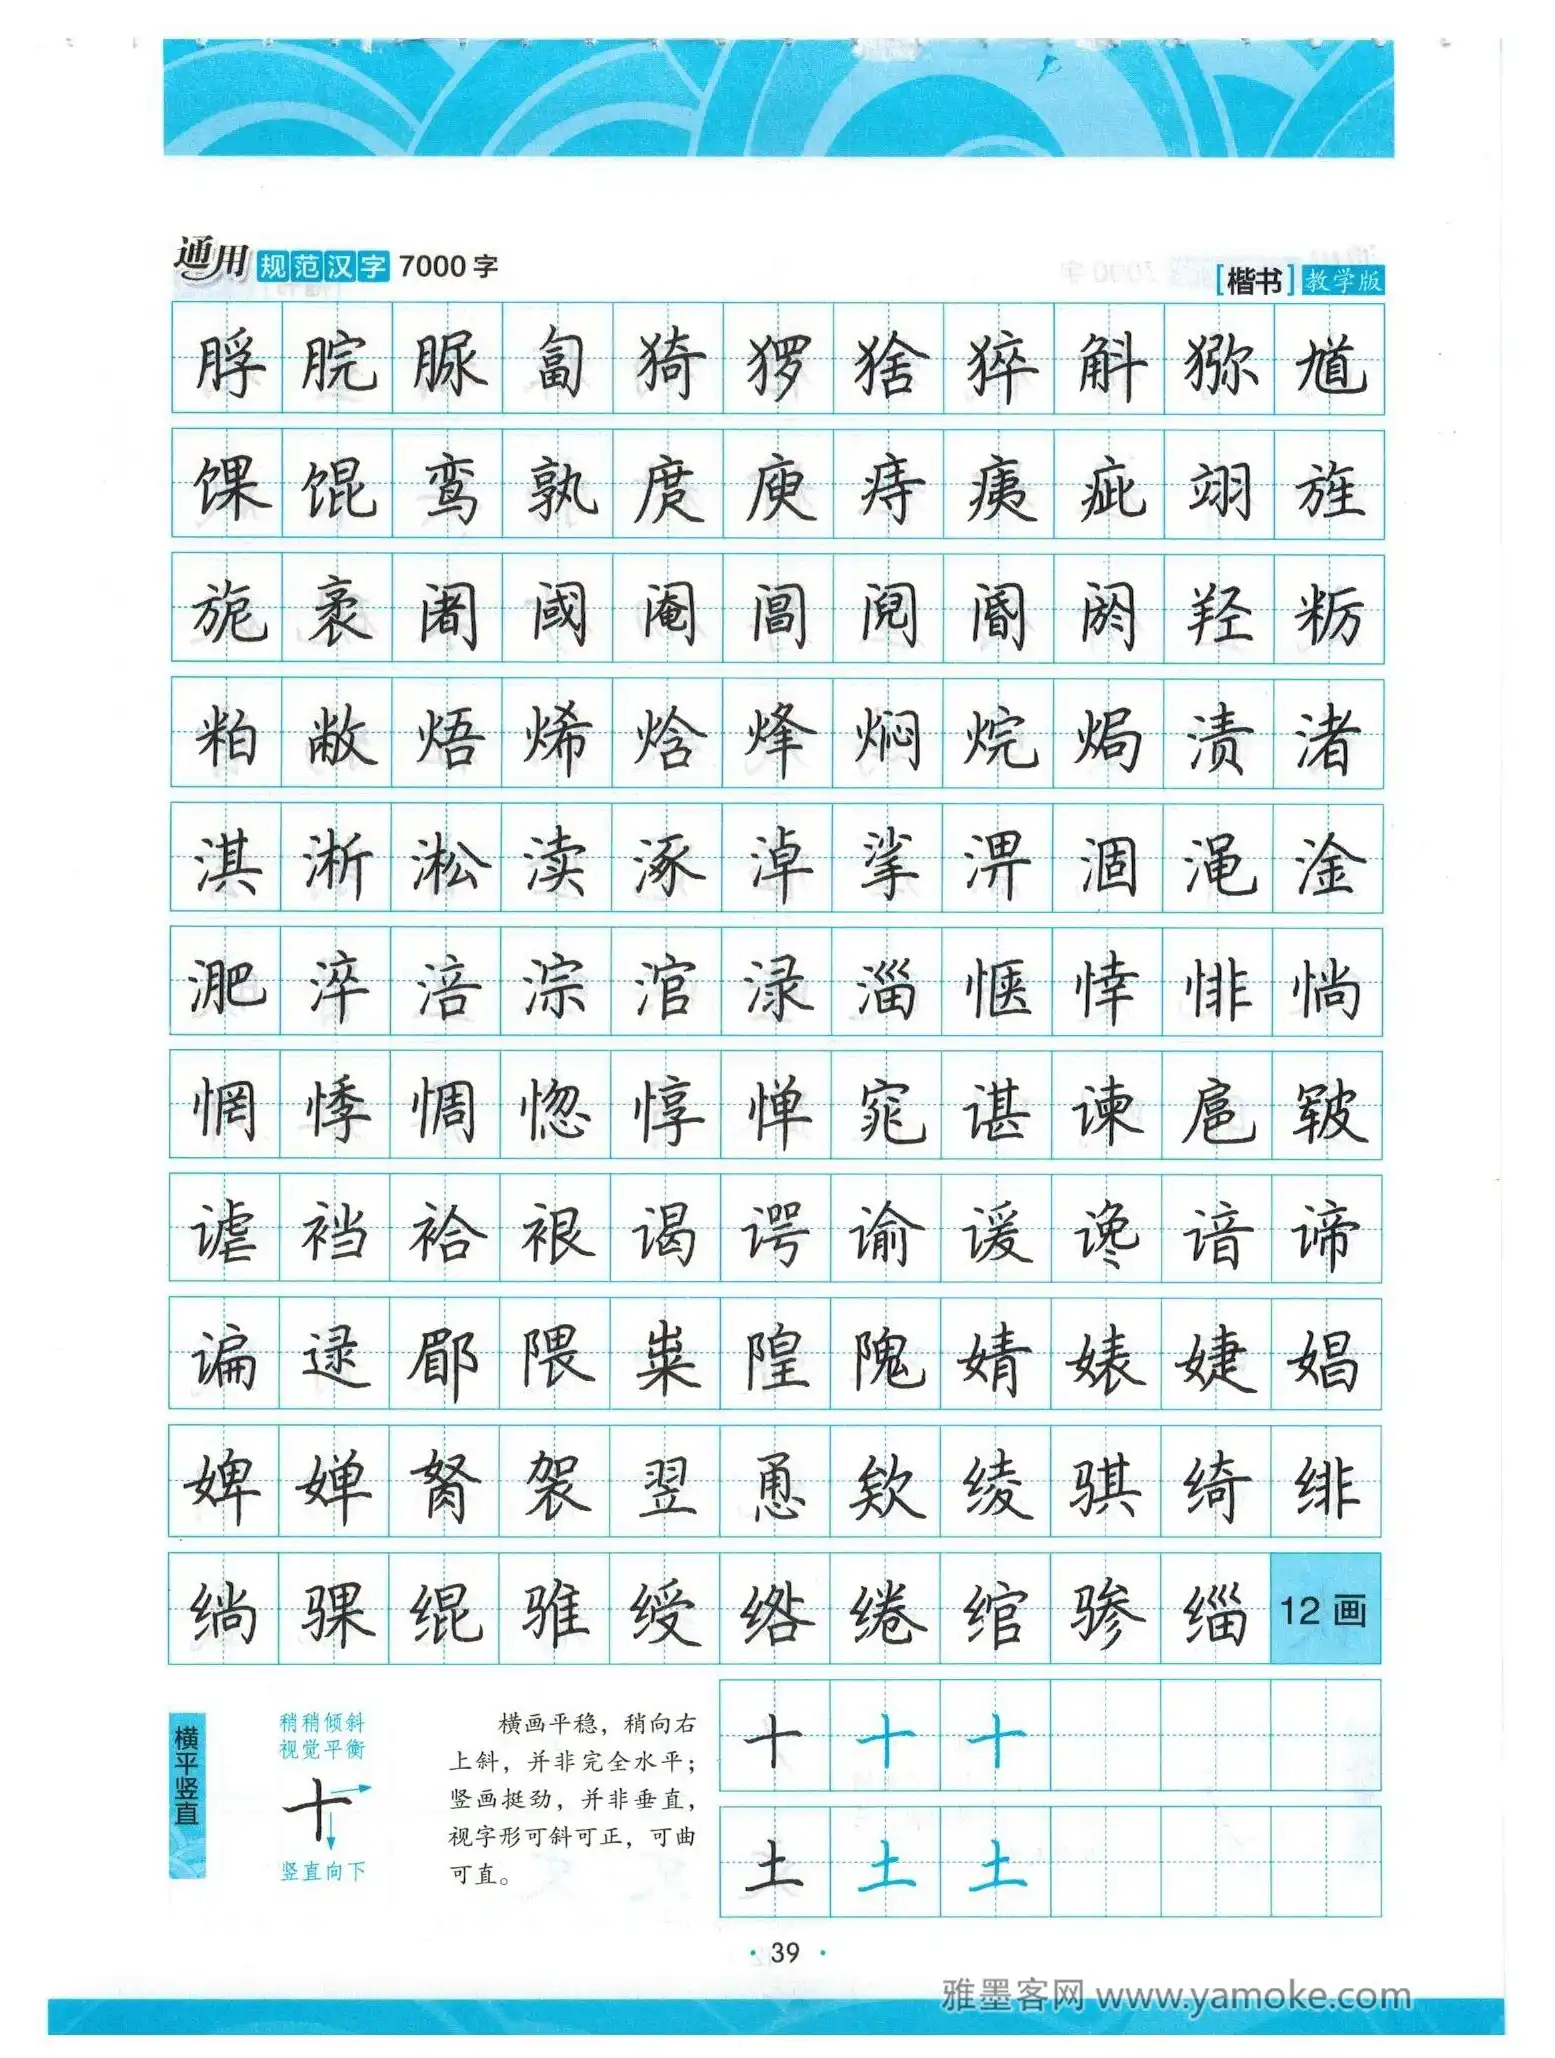 通用规范汉字7000字
[楷书]教学版
脬脘脲匐猗猡猞猝斛猕馗
馃馄鸾孰庹庾痔痍疵翊旌
旎袤阇阈阉阊阋阍阏羟粝
粕敝焐烯焓烽焖烷焗渍渚
淇淅淞渎涿淖挲淠涸渑淦
淝淬涪淙涫渌淄惬悻悱惝
惘悸惆惚惇惮窕谌谏扈皲
谑裆袷裉谒谔谕谖谗谙谛
谝逯郿隈粜隍隗婧婊婕娼
婢婵胬袈翌恿欸绫骐绮绯
绱骒绲骓绶绺绻绾骖缁12画
横平竖直
稍稍倾斜
视觉平衡
十
竖直向下
横画平稳，稍向右
上斜，并非完全水平；
竖画挺劲，并非垂直，
视字形可斜可正，可曲
可直。
十十十
土土土
·39·
雅墨客网 www.yamoke.com